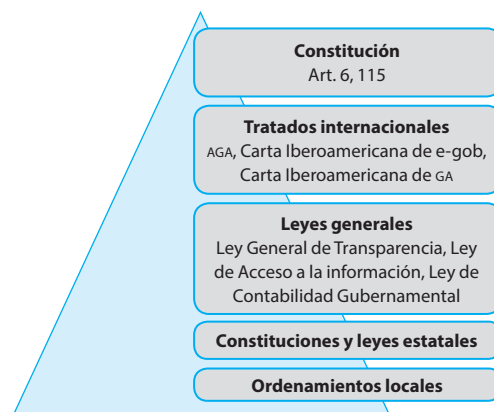 Constitución
Art. 6, 115
Tratados internacionales
AGA, Carta Iberoamericana de e-gob,
Carta Iberoamericana de GA
Leyes generales
Ley General de Transparencia, Ley
de Acceso a la información, Ley de
Contabilidad Gubernamental
Constituciones y leyes estatales
Ordenamientos locales